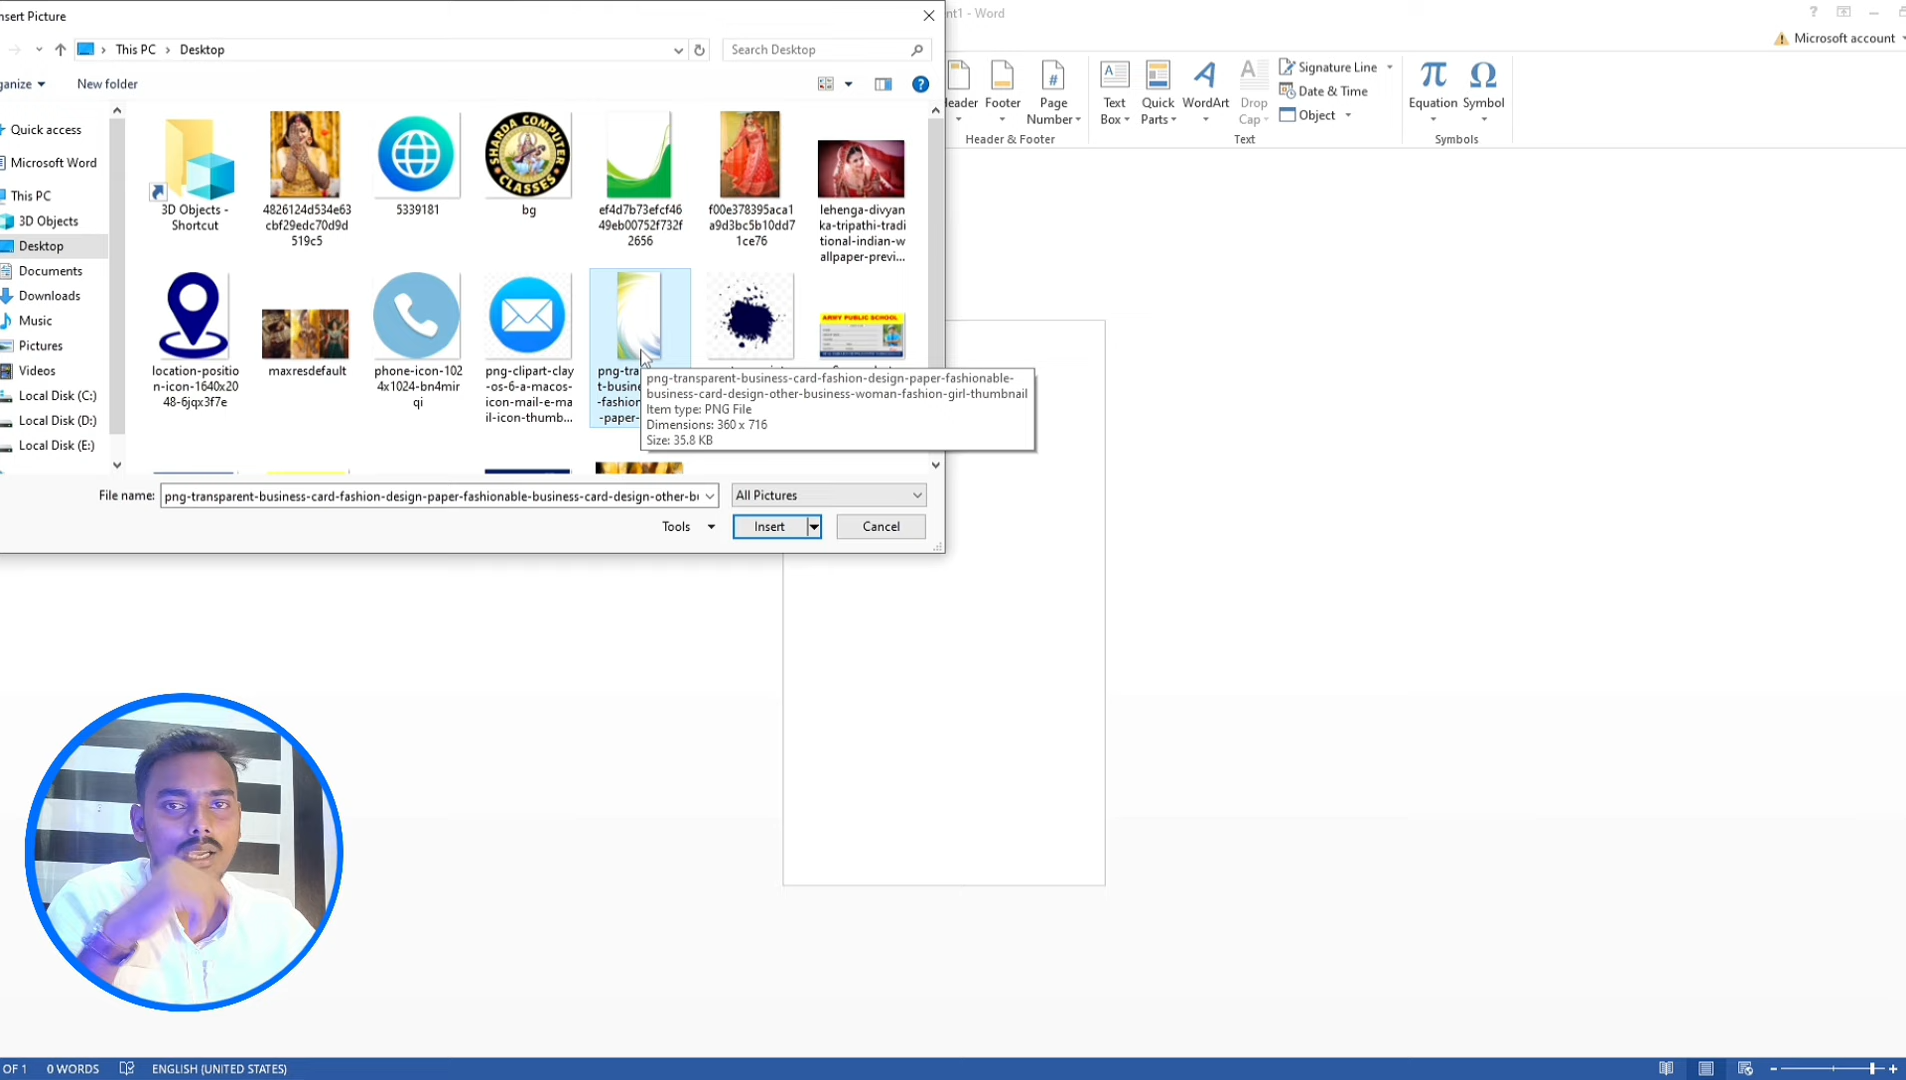 nsert Picture
nt1 - Word
Microsoft account
This PC
Desktop
Search Desktop
ganize
New folder
eader
Footer
Page
Number
Header & Footer
Text
Box
Quick
Parts
WordArt
Drop
Cap
Signature Line
Date & Time
Object
Text
Equation
Symbol
Symbols
Quick access
Microsoft Word
This PC
3D Objects
Desktop
Documents
Downloads
Music
Pictures
Videos
Local Disk (C:)
Local Disk (D:)
Local Disk (E:)
3D Objects -
Shortcut
4826124d534e63
cbf29edc70d9d
519c5
5339181
SHARDA COMPUTER
CLASSES
bg
ef4d7b73efcf46
49eb00752f732f
2656
f00e378395aca1
a9d3bc5b10dd7
1ce76
lehenga-divyan
ka-tripathi-tradi
tional-indian-w
allpaper-previ...
location-positio
n-icon-1640x20
48-6jqx3f7e
maxresdefault
phone-icon-102
4x1024-bn4mir
qi
png-clipart-clay
-os-6-a-macos-
icon-mail-e-ma
il-icon-thumb...
png-tra
t-busine
-fashion
-paper-
ARMY PUBLIC SCHOOL
png-transparent-business-card-fashion-design-paper-fashionable-
business-card-design-other-business-woman-fashion-girl-thumbnail
Item type: PNG File
Dimensions: 360 x 716
Size: 35.8 KB
File name:
png-transparent-business-card-fashion-design-paper-fashionable-business-card-design-other-bu
All Pictures
Tools
Insert
Cancel
OF 1
0 WORDS
ENGLISH (UNITED STATES)